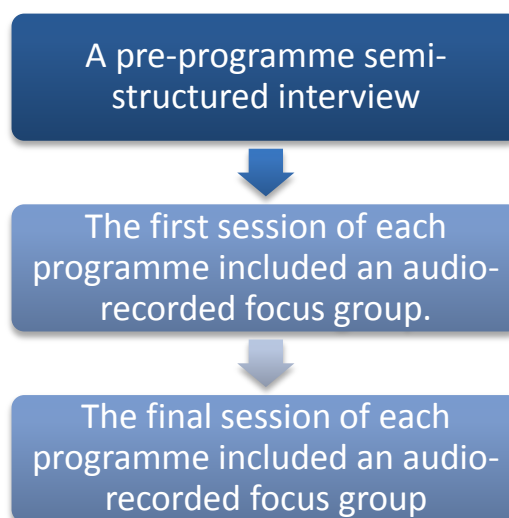 A pre-programme semi-
structured interview
The first session of each
programme included an audio-
recorded focus group.
The final session of each
programme included an audio-
recorded focus group